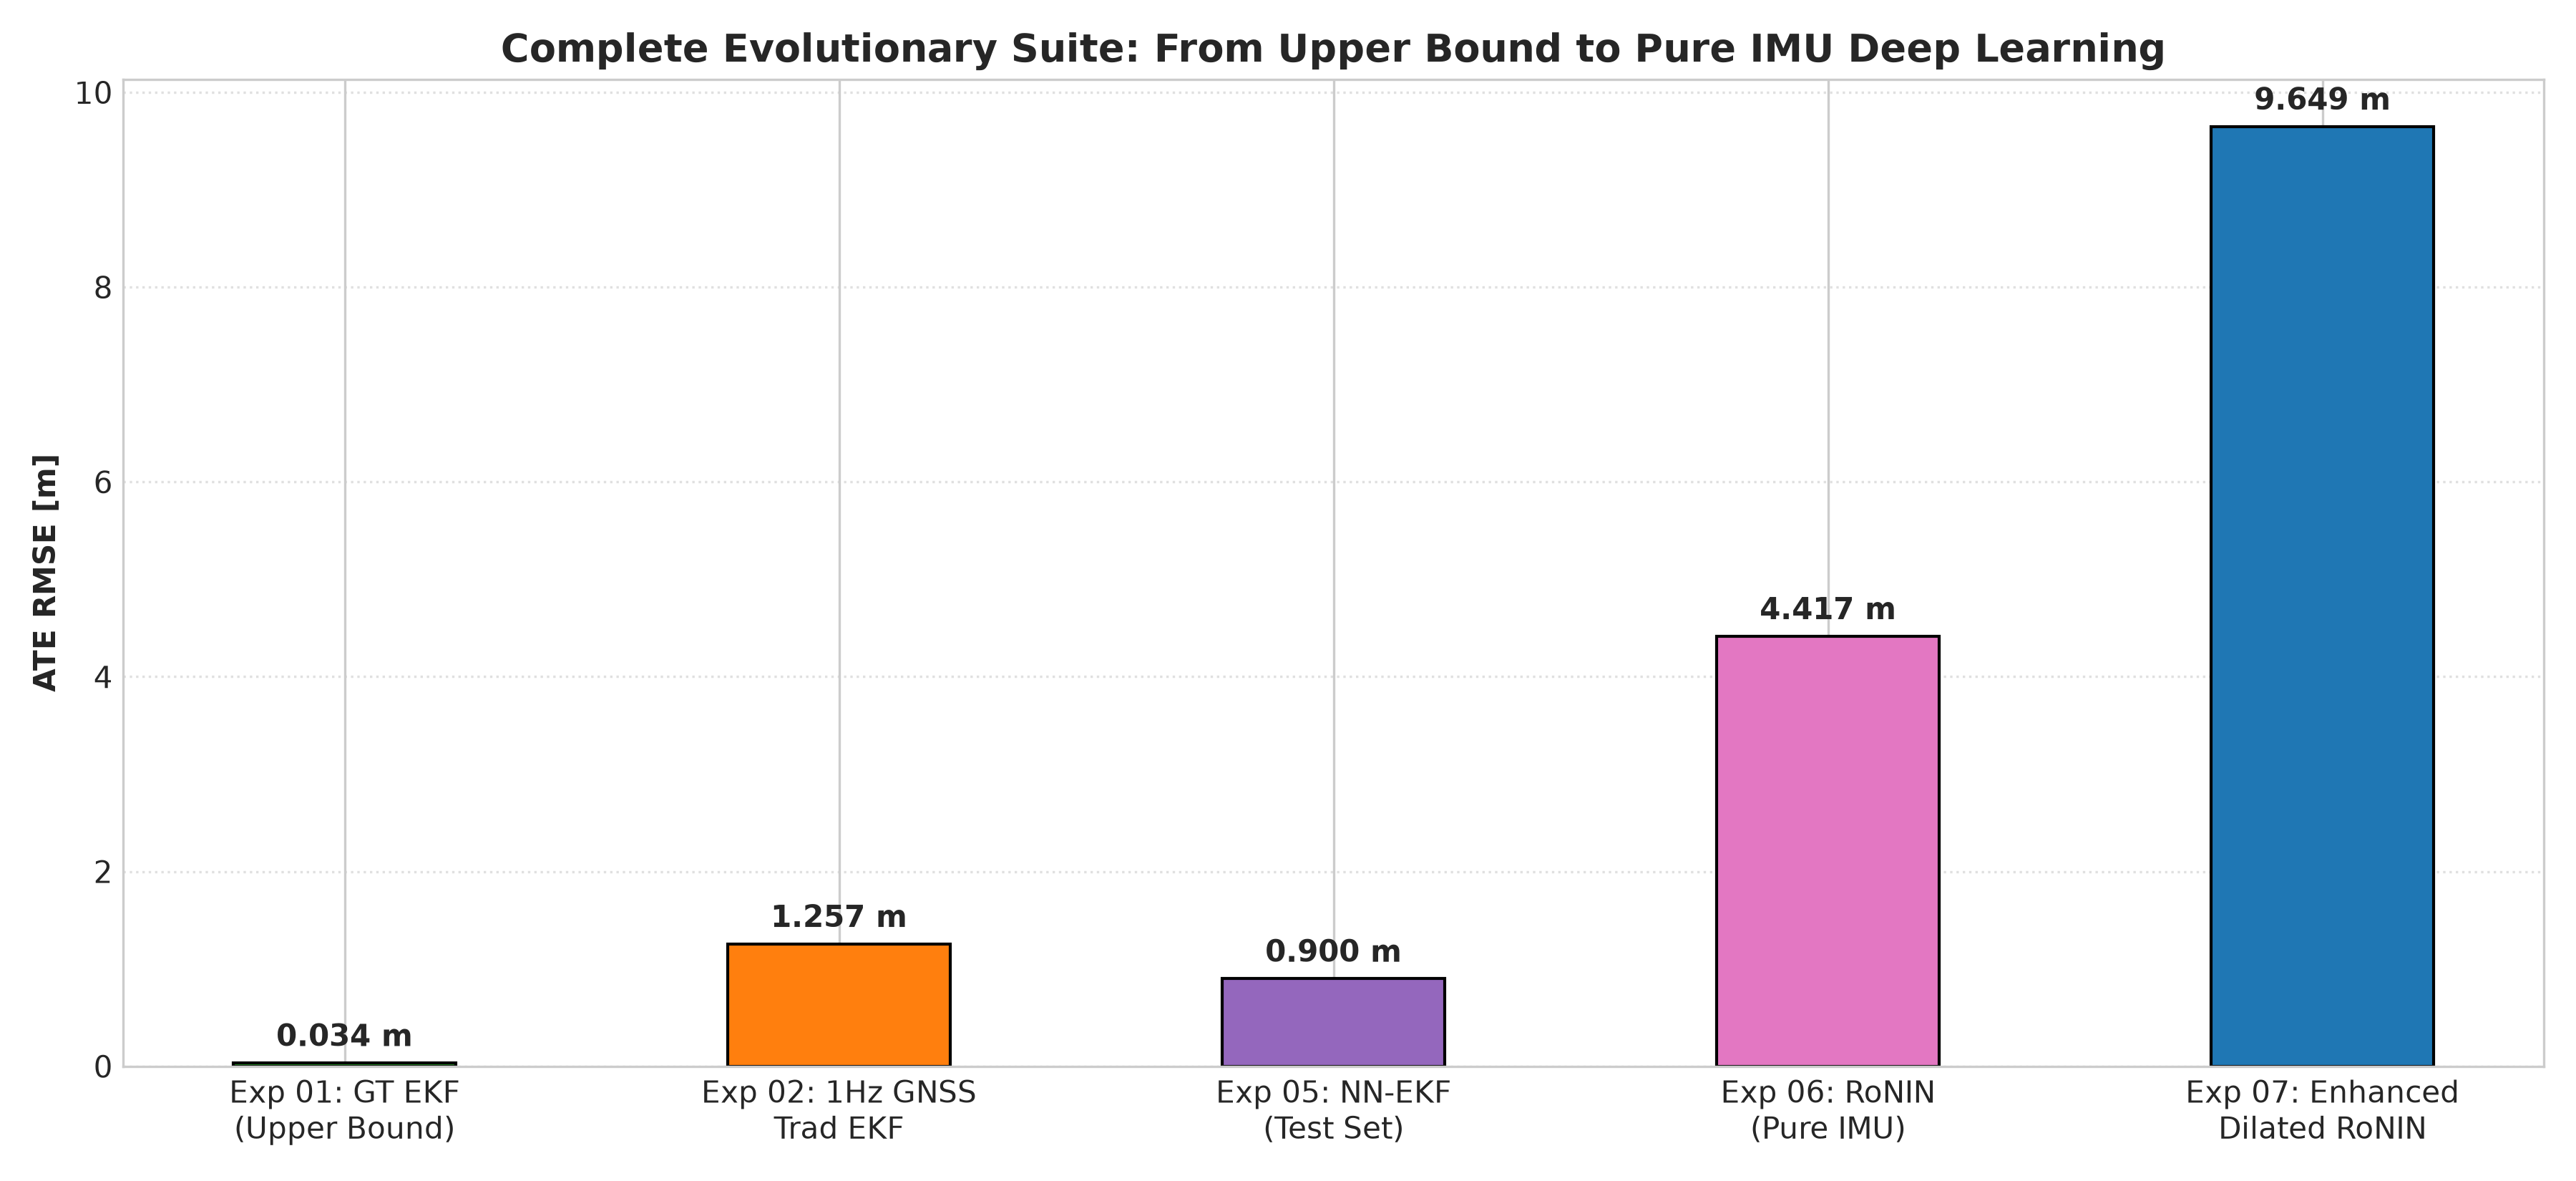 Complete Evolutionary Suite: From Upper Bound to Pure IMU Deep Learning
ATE RMSE [m]
10
8
6
4
2
0
0.034 m
1.257 m
0.900 m
4.417 m
9.649 m
Exp 01: GT EKF
(Upper Bound)
Exp 02: 1Hz GNSS
Trad EKF
Exp 05: NN-EKF
(Test Set)
Exp 06: RoNIN
(Pure IMU)
Exp 07: Enhanced
Dilated RoNIN